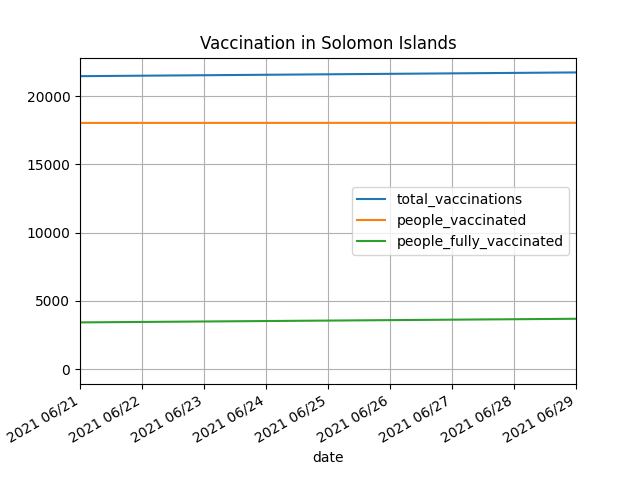 Vaccination in Solomon Islands
20000
15000
10000
5000
0
total_vaccinations
people_vaccinated
people_fully_vaccinated
2021 06/21
2021 06/22
2021 06/23
2021 06/24
2021 06/25
2021 06/26
2021 06/27
2021 06/28
2021 06/29
date